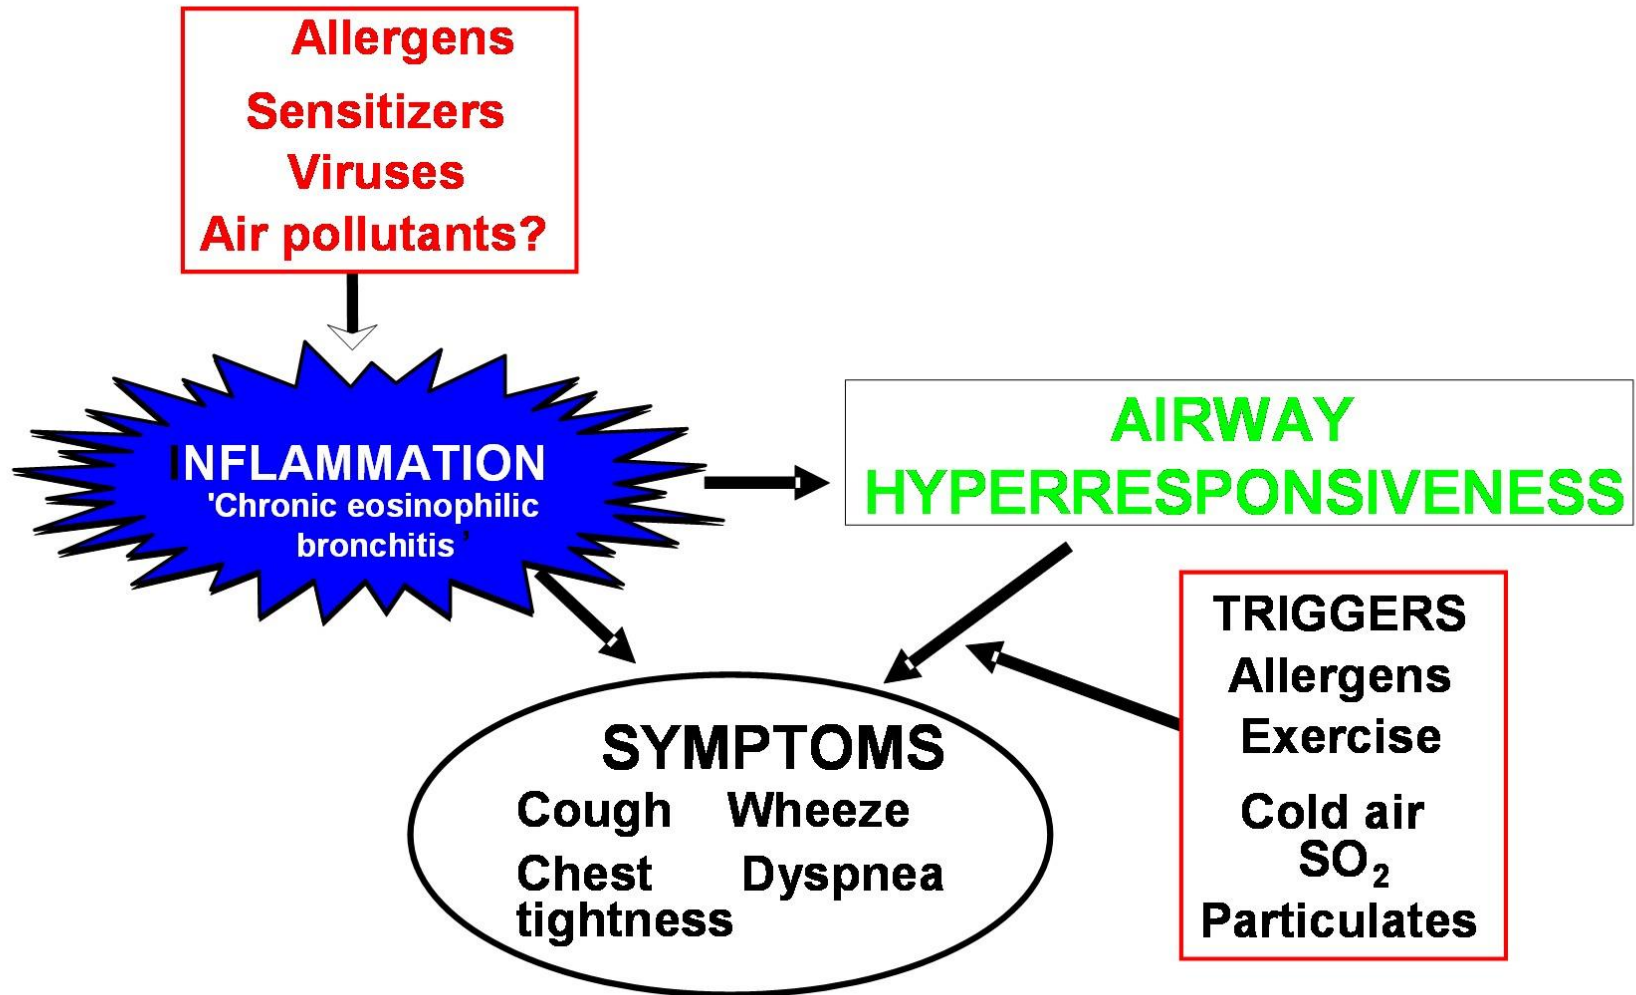 Allergens
Sensitizers
Viruses
Air pollutants?
INFLAMMATION
'Chronic eosinophilic
bronchitis ’
AIRWAY
HYPERRESPONSIVENESS
SYMPTOMS
Cough Wheeze
Chest Dyspnea
tightness
TRIGGERS
Allergens
Exercise
Cold air
SO₂
Particulates